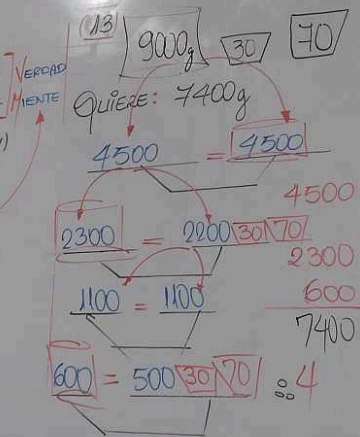 13 9000g 30 70
VERDAD
MIENTE
QUIERE: 7400g
4500 = 4500
4500
2300 = 2200 30 70
2300
1100 = 1100
600
7400
600 = 500 30 70 ∴ 4